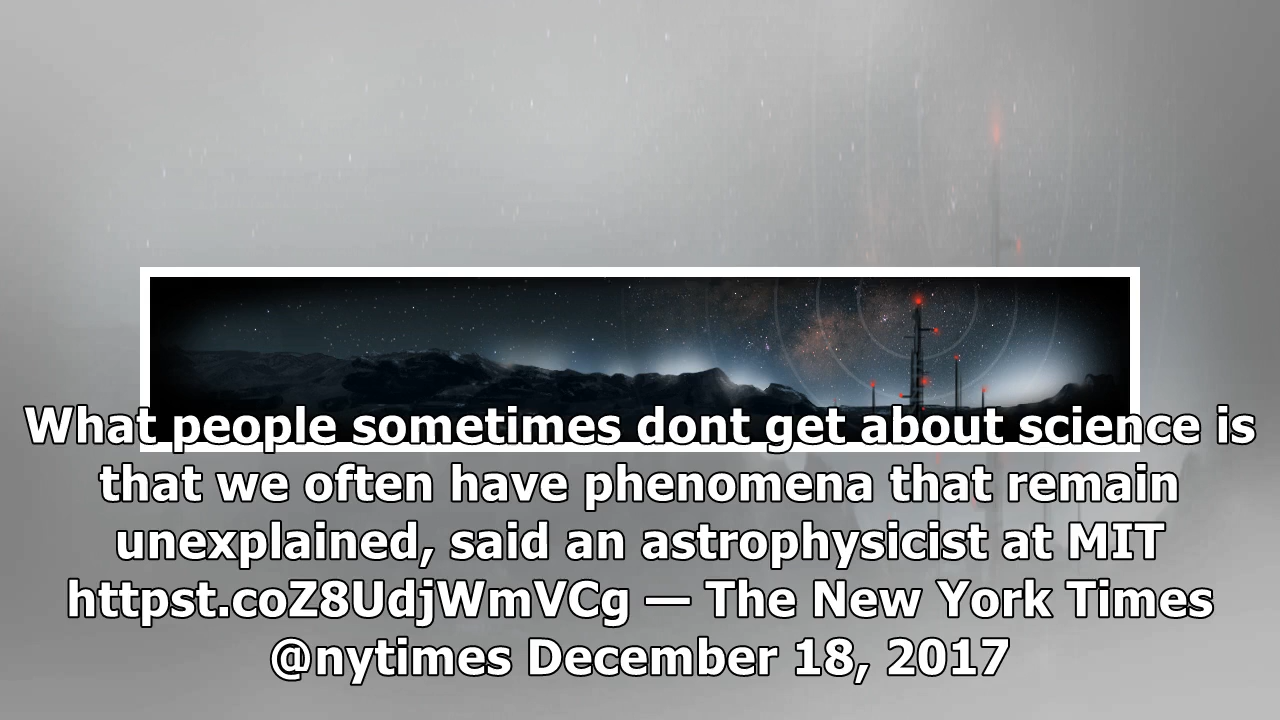 What people sometimes dont get about science is
that we often have phenomena that remain
unexplained, said an astrophysicist at MIT
httpst.coZ8UdjWmVCg — The New York Times
@nytimes December 18, 2017